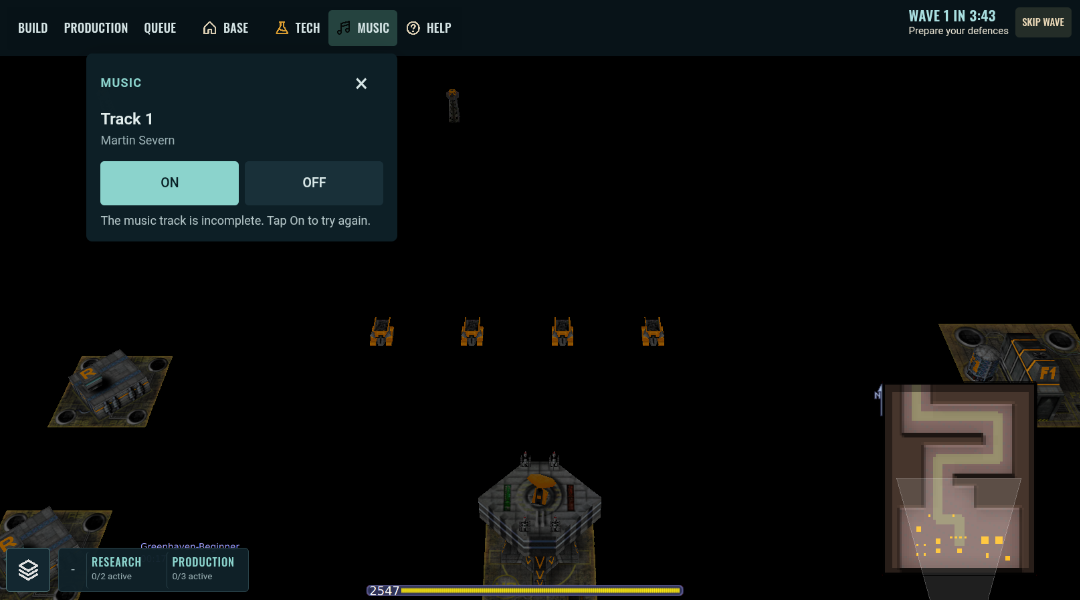 BUILD PRODUCTION QUEUE BASE TECH MUSIC HELP
WAVE 1 IN 3:43
Prepare your defences
SKIP WAVE
MUSIC
Track 1
Martin Severn
ON OFF
The music track is incomplete. Tap On to try again.
R
F1
N
Greenhaven-Beginner
- RESEARCH PRODUCTION
0/2 active 0/3 active
2547